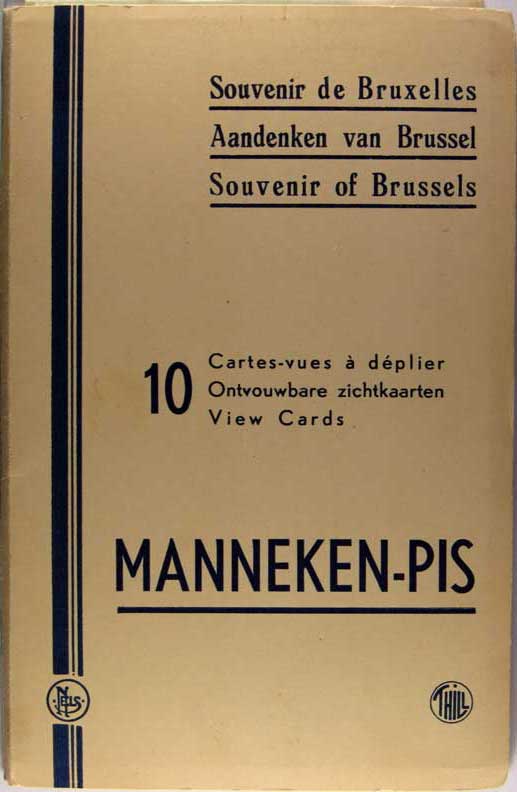 Souvenir de Bruxelles
Aandenken van Brussel
Souvenir of Brussels
10
Cartes-vues à déplier
Ontvouwbare zichtkaarten
View Cards
MANNEKEN-PIS
NELS
THILL